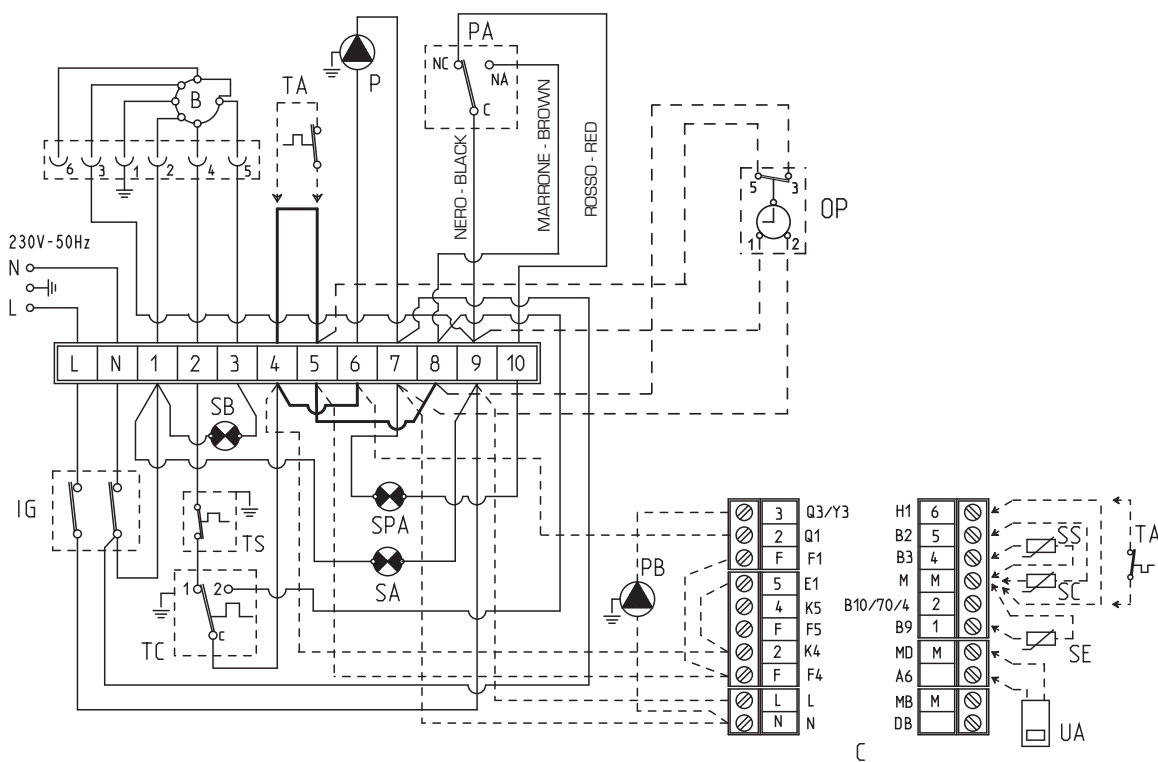 PA
NC
NA
C
P
TA
B
6 3 1 2 4 5
NERO - BLACK
MARRONE - BROWN
ROSSO - RED
5 3
OP
1 2
230V-50Hz
N
L
L N 1 2 3 4 5 6 7 8 9 10
SB
IG
TS
SPA
SA
1 2
C
TC
PB
3 Q3/Y3
2 Q1
F F1
5 E1
4 K5
F F5
2 K4
F F4
L L
N N
H1 6
B2 5
B3 4
M M
B10/70/4 2
B9 1
MD M
A6
MB M
DB
TA
SS
SC
SE
UA
C